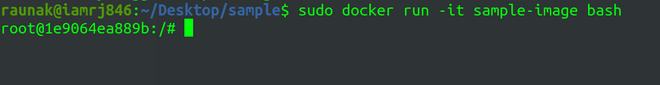 raunak@iamrj846:~/Desktop/sample$ sudo docker run -it sample-image bash
root@1e9064ea889b:/#